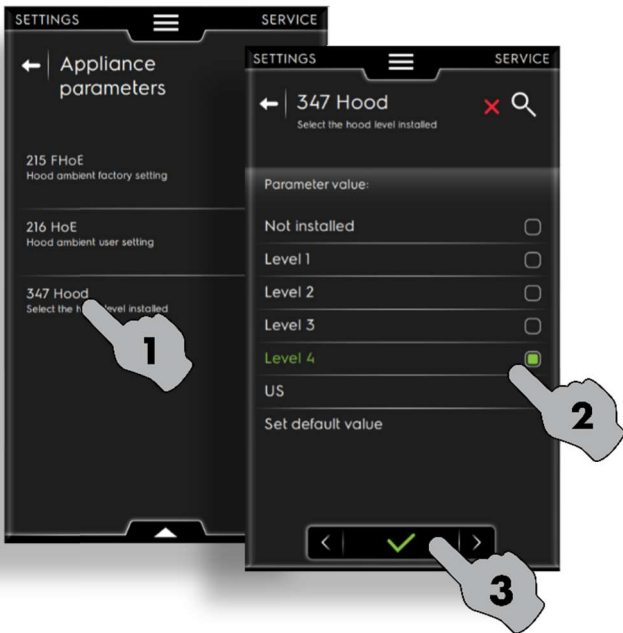 SETTINGS SERVICE
Appliance
parameters
215 FHoE
Hood ambient factory setting
216 HoE
Hood ambient user setting
347 Hood
Select the level installed
1
SETTINGS SERVICE
347 Hood
Select the hood level installed
Parameter value:
Not installed
Level 1
Level 2
Level 3
Level 4
US
Set default value
2
3